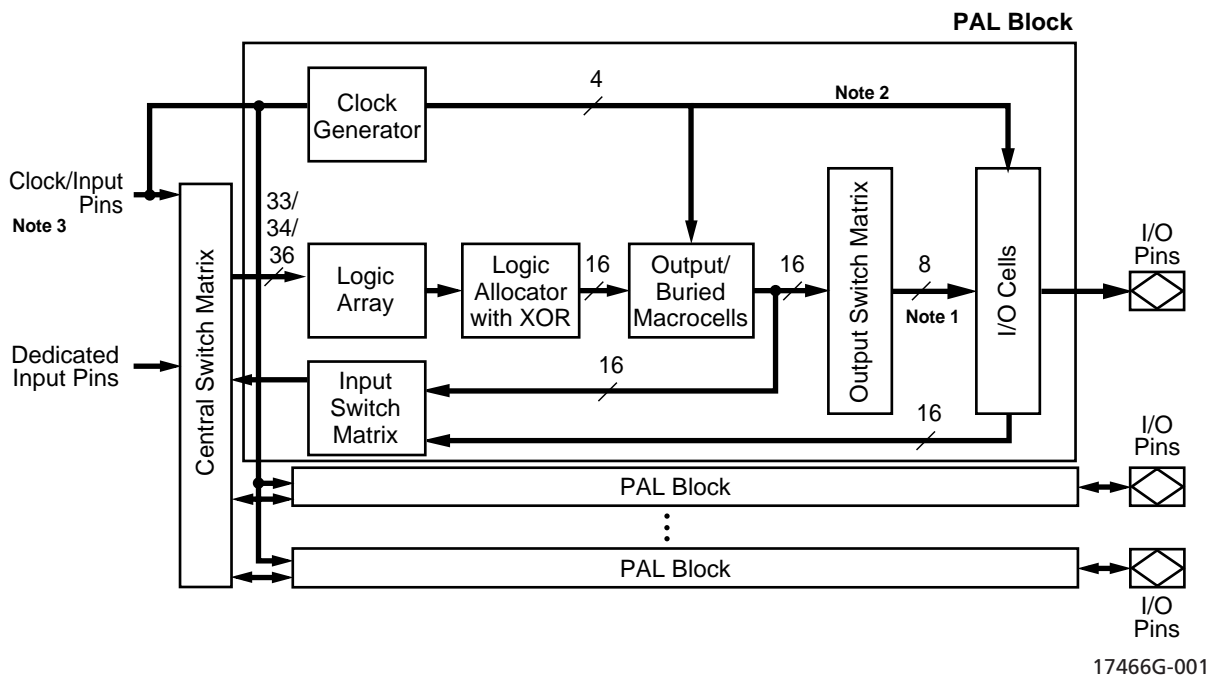 PAL Block
Clock
Generator
4
Note 2
Clock/Input
Pins
Note 3
Central Switch Matrix
33/
34/
36
Logic
Array
Logic
Allocator
with XOR
16
Output/
Buried
Macrocells
16
Output Switch Matrix
8
Note 1
I/O Cells
I/O
Pins
Dedicated
Input Pins
Input
Switch
Matrix
16
16
I/O
Pins
PAL Block
PAL Block
I/O
Pins
17466G-001